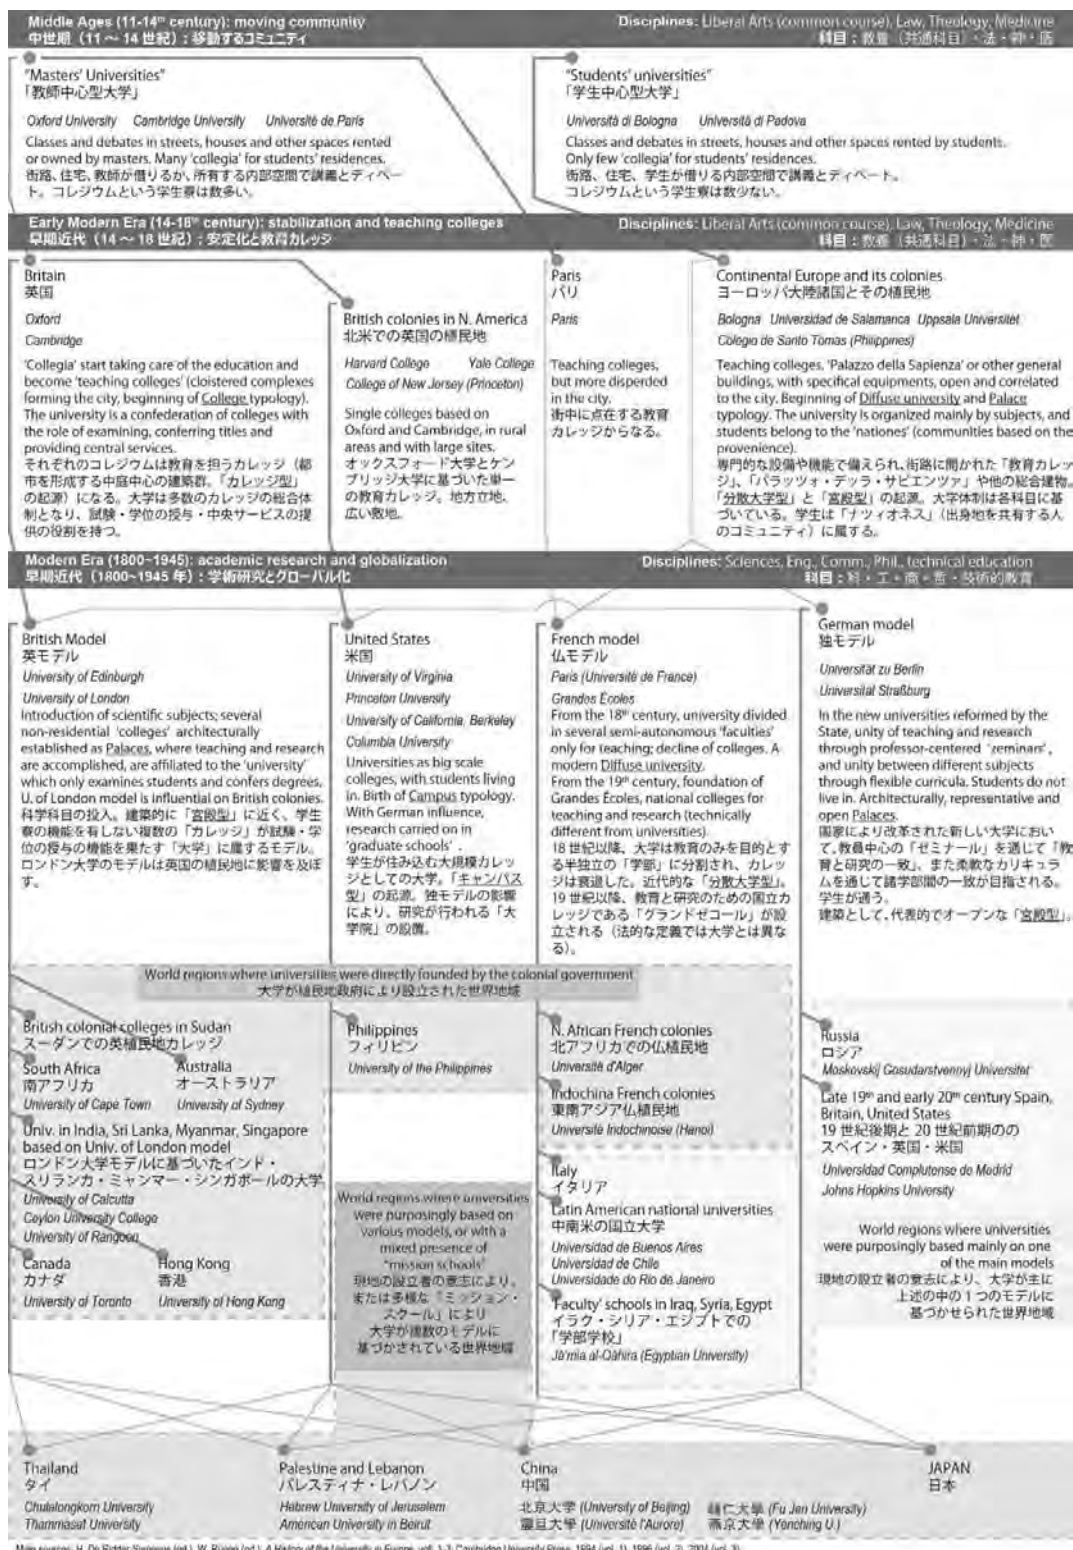 Middle Ages (11-14th century): moving community
中世期（11～14世紀）: 移動するコミュニティ
Disciplines: Liberal Arts (common course), Law, Theology, Medicine
科目：教養（共通科目）・法・神・医
"Masters' Universities"
「教師中心型大学」
Oxford University Cambridge University Université de Paris
Classes and debates in streets, houses and other spaces rented
or owned by masters. Many 'collegia' for students' residences.
街路、住宅、教師が借りるか、所有する内部空間で講義とディベー
ト。コレジウムという学生寮は数多い。
"Students' universities"
「学生中心型大学」
Università di Bologna Università di Padova
Classes and debates in streets, houses and other spaces rented by students.
Only few 'collegia' for students' residences.
街路、住宅、学生が借りる内部空間で講義とディベート。
コレジウムという学生寮は数少ない。
Early Modern Era (14-18th century): stabilization and teaching colleges
早期近代（14～18世紀）: 安定化と教育カレッジ
Disciplines: Liberal Arts (common course), Law, Theology, Medicine
科目：教養（共通科目）・法・神・医
Britain
英国
Oxford
Cambridge
'Collegia' start taking care of the education and
become 'teaching colleges' (cloistered complexes
forming the city, beginning of College typology).
The university is a confederation of colleges with
the role of examining, conferring titles and
providing central services.
それぞれのコレジウムは教育を担うカレッジ（都
市を形成する中庭中心の建築群。「カレッジ型」
の起源）になる。大学は多数のカレッジの総合体
制となり、試験・学位の授与・中央サービスの提
供の役割を持つ。
British colonies in N. America
北米での英国の植民地
Harvard College Yale College
College of New Jersey (Princeton)
Single colleges based on
Oxford and Cambridge, in rural
areas and with large sites.
オックスフォード大学とケン
ブリッジ大学に基づいた単一
の教育カレッジ。地方立地、
広い敷地。
Paris
パリ
Paris
Teaching colleges,
but more disperded
in the city.
街中に点在する教育
カレッジからなる。
Continental Europe and its colonies
ヨーロッパ大陸諸国とその植民地
Bologna Universidad de Salamanca Uppsala Universitet
Colegio de Santo Tomas (Philippines)
Teaching colleges, 'Palazzo della Sapienza' or other general
buildings, with specifical equipments, open and correlated
to the city. Beginning of Diffuse university and Palace
typology. The university is organized mainly by subjects, and
students belong to the 'nationes' (communities based on the
provenience).
専門的な設備や機能で備えられ、街路に開かれた「教育カレッ
ジ」、「パラッツォ・デッラ・サピエンツァ」や他の総合建物。
「分散大学型」と「宮殿型」の起源。大学体制は各科目に基
づいている。学生は「ナツィオネス」（出身地を共有する人
のコミュニティ）に属する。
Modern Era (1800~1945): academic research and globalization
早期近代（1800~1945 年）: 学術研究とグローバル化
Disciplines: Sciences, Eng., Comm., Phil., technical education
科目：科・工・商・哲・技術的教育
British Model
英モデル
University of Edinburgh
University of London
Introduction of scientific subjects; several
non-residential 'colleges' architecturally
established as Palaces, where teaching and research
are accomplished, are affiliated to the 'university'
which only examines students and confers degrees.
U. of London model is influential on British colonies.
科学科目の投入。建築的に「宮殿型」に近く、学生
寮の機能を有しない複数の「カレッジ」が試験・学
位の授与の機能を果たす「大学」に属するモデル。
ロンドン大学のモデルは英国の植民地に影響を及ぼ
す。
United States
米国
University of Virginia
Princeton University
University of California, Berkeley
Columbia University
Universities as big scale
colleges, with students living
in. Birth of Campus typology.
With German influence,
research carried on in
'graduate schools'.
学生が住み込む大規模カレッ
ジとしての大学。「キャンパス
型」の起源。独モデルの影響
により、研究が行われる「大
学院」の設置。
French model
仏モデル
Paris (Université de France)
Grandes Écoles
From the 18th century, university divided
in several semi-autonomous 'faculties'
only for teaching; decline of colleges. A
modern Diffuse university.
From the 19th century, foundation of
Grandes Écoles, national colleges for
teaching and research (technically
different from universities).
18 世紀以降、大学は教育のみを目的とす
る半独立の「学部」に分割され、カレッ
ジは衰退した。近代的な「分散大学型」。
19 世紀以降、教育と研究のための国立カ
レッジである「グランドゼコール」が設
立される（法的な定義では大学とは異な
る）。
German model
独モデル
Universität zu Berlin
Universität Straßburg
In the new universities reformed by the
State, unity of teaching and research
through professor-centered 'zeminars',
and unity between different subjects
through flexible curricula. Students do not
live in. Architecturally, representative and
open Palaces.
国家により改革された新しい大学におい
て、教員中心の「ゼミナール」を通じて「教
育と研究の一致」、また柔軟なカリキュラ
ムを通じて諸学部間の一致が目指される。
学生が通う。
建築として、代表的でオープンな「宮殿型」。
World regions where universities were directly founded by the colonial government
大学が植民地政府により設立された世界地域
British colonial colleges in Sudan
スーダンでの英植民地カレッジ
South Africa
南アフリカ
University of Cape Town
Australia
オーストラリア
University of Sydney
Univ. in India, Sri Lanka, Myanmar, Singapore
based on Univ. of London model
ロンドン大学モデルに基づいたインド・
スリランカ・ミャンマー・シンガポールの大学
University of Calcutta
Ceylon University College
University of Rangoon
Canada
カナダ
University of Toronto
Hong Kong
香港
University of Hong Kong
Philippines
フィリピン
University of the Philippines
World regions where universities
were purposingly based on
various models, or with a
mixed presence of
"mission schools"
現地の設立者の意志により、
または多様な「ミッション・
スクール」により
大学が複数のモデルに
基づかされている世界地域
N. African French colonies
北アフリカでの仏植民地
Université d'Alger
Indochina French colonies
東南アジア仏植民地
Université Indochinoise (Hanoi)
Italy
イタリア
Latin American national universities
中南米の国立大学
Universidad de Buenos Aires
Universidad de Chile
Universidade do Rio de Janeiro
'Faculty' schools in Iraq, Syria, Egypt
イラク・シリア・エジプトでの
「学部学校」
Jà'mia al-Qàhira (Egyptian University)
Russia
ロシア
Moskovskij Gosudarstvennyj Universitet
Late 19th and early 20th century Spain,
Britain, United States
19 世紀後期と 20 世紀前期のの
スペイン・英国・米国
Universidad Complutense de Madrid
Johns Hopkins University
World regions where universities
were purposingly based mainly on one
of the main models
現地の設立者の意志により、大学が主に
上述の中の１つのモデルに
基づかせられた世界地域
Thailand
タイ
Chulalongkorn University
Thammasat University
Palestine and Lebanon
パレスティナ・レバノン
Hebrew University of Jerusalem
American University in Beirut
China
中国
北京大学 (University of Beijing) 輔仁大學 (Fu Jen University)
震旦大學 (Université l'Aurore) 燕京大學 (Yenching U.)
JAPAN
日本
Main sources: H. De Ridder Symoens (ed.), W. Rüegg (ed.), A History of the University in Europe, vol. 1-3, Cambridge University Press, 1994 (vol. 1), 1996 (vol. 2), 2004 (vol. 3)